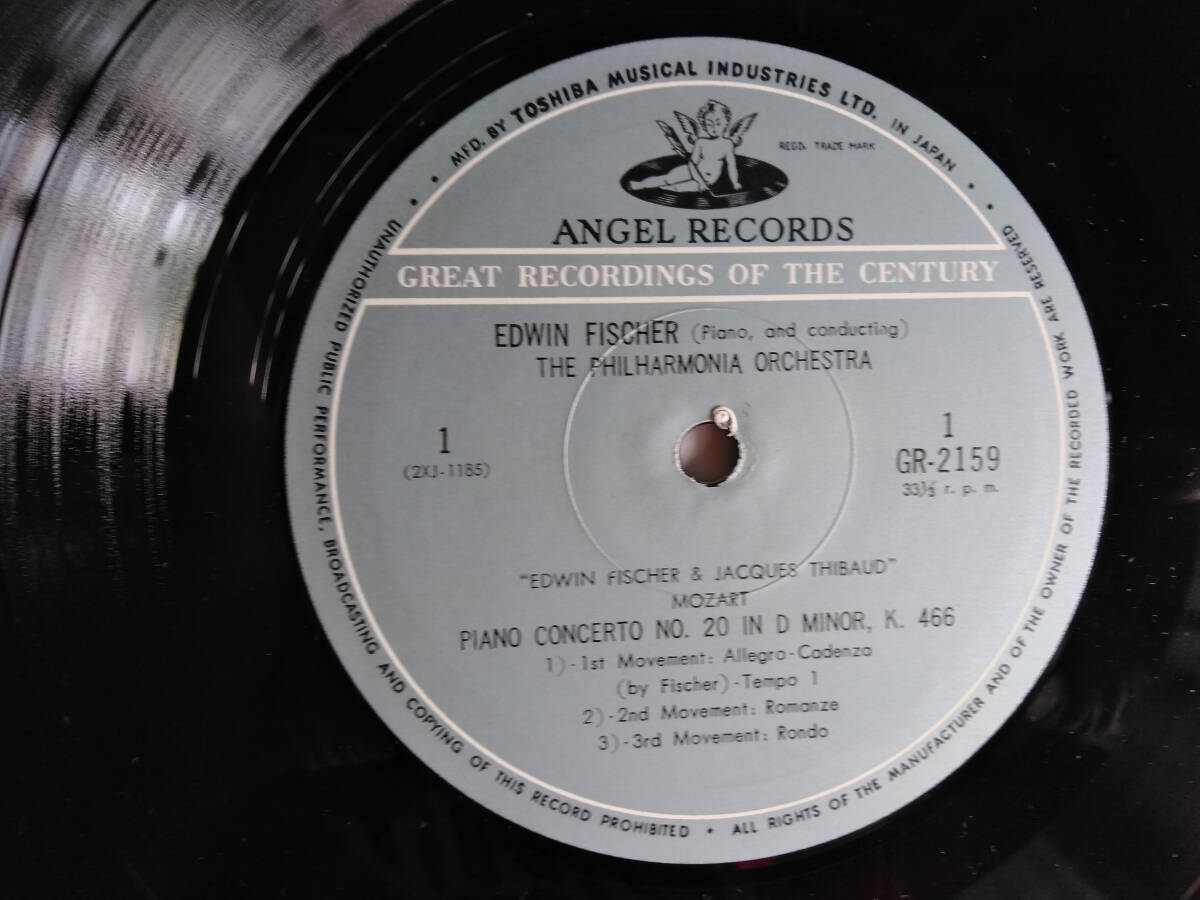 MFD. BY TOSHIBA MUSICAL INDUSTRIES LTD. IN JAPAN
REGD. TRADE MARK
ANGEL RECORDS
GREAT RECORDINGS OF THE CENTURY
EDWIN FISCHER (Piano, and conducting)
THE PHILHARMONIA ORCHESTRA
1
(2XJ-1185)
1
GR-2159
33⅓ r. p. m.
"EDWIN FISCHER & JACQUES THIBAUD"
MOZART
PIANO CONCERTO NO. 20 IN D MINOR, K. 466
1)-1st Movement: Allegro-Cadenza
(by Fischer)-Tempo 1
2)-2nd Movement: Romanze
3)-3rd Movement: Rondo
UNAUTHORIZED PUBLIC PERFORMANCE, BROADCASTING AND COPYING OF THIS RECORD PROHIBITED • ALL RIGHTS OF THE MANUFACTURER AND OF THE OWNER OF THE RECORDED WORK ARE RESERVED